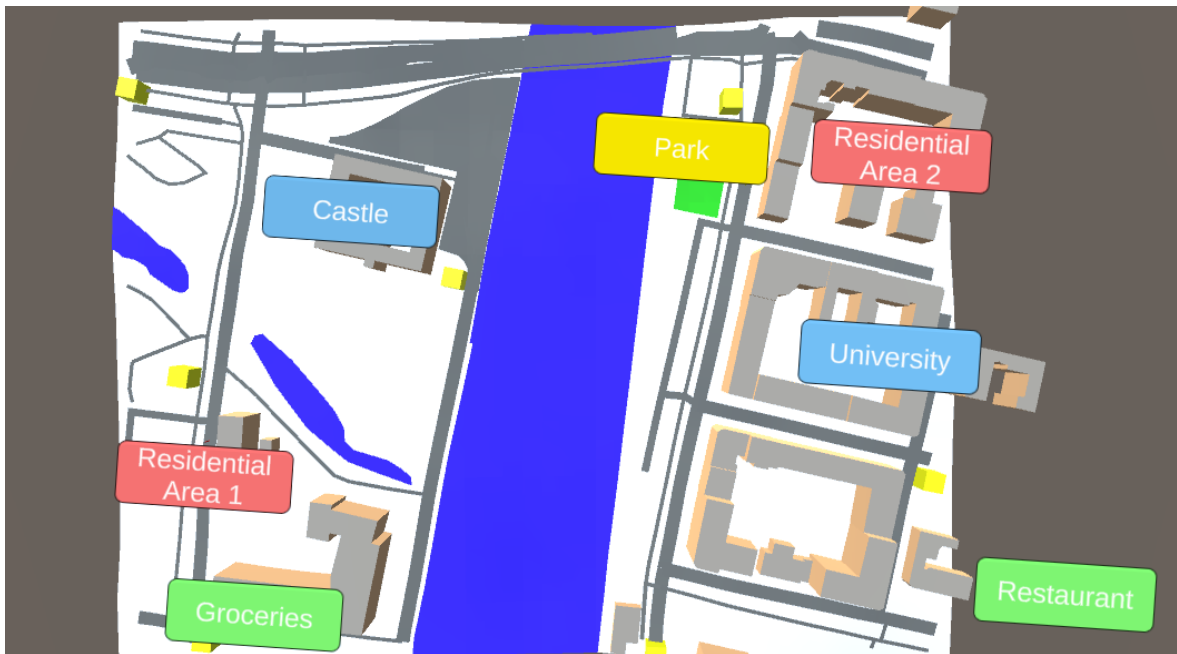 Park
Residential
Area 2
Castle
University
Residential
Area 1
Restaurant
Groceries